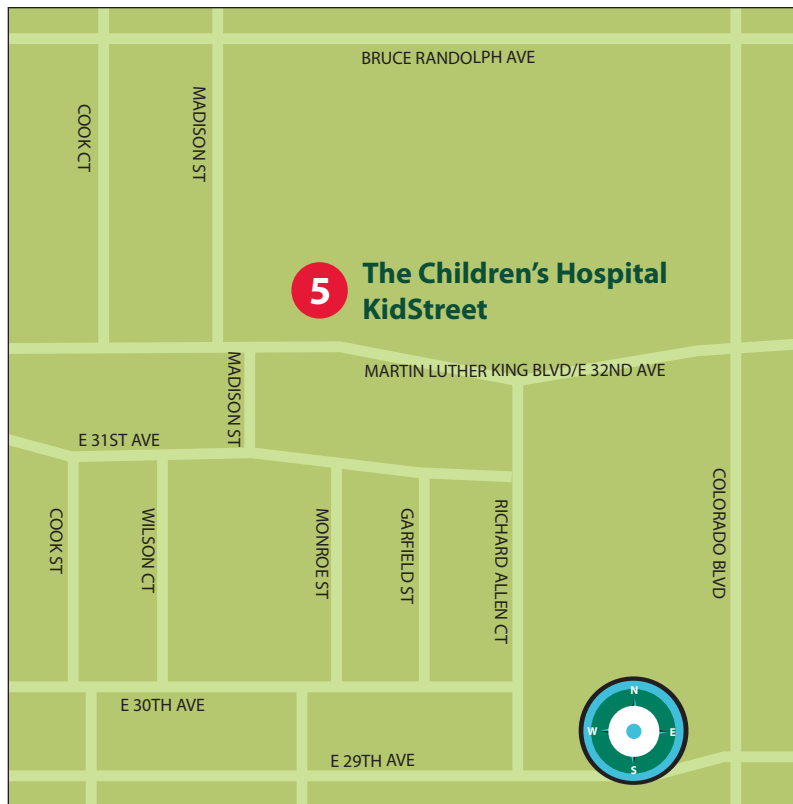 BRUCE RANDOLPH AVE
COOK CT
MADISON ST
5
The Children's Hospital
KidStreet
MADISON ST
MARTIN LUTHER KING BLVD/E 32ND AVE
E 31ST AVE
COOK ST
WILSON CT
MONROE ST
GARFIELD ST
RICHARD ALLEN CT
COLORADO BLVD
E 30TH AVE
E 29TH AVE
N
W
E
S